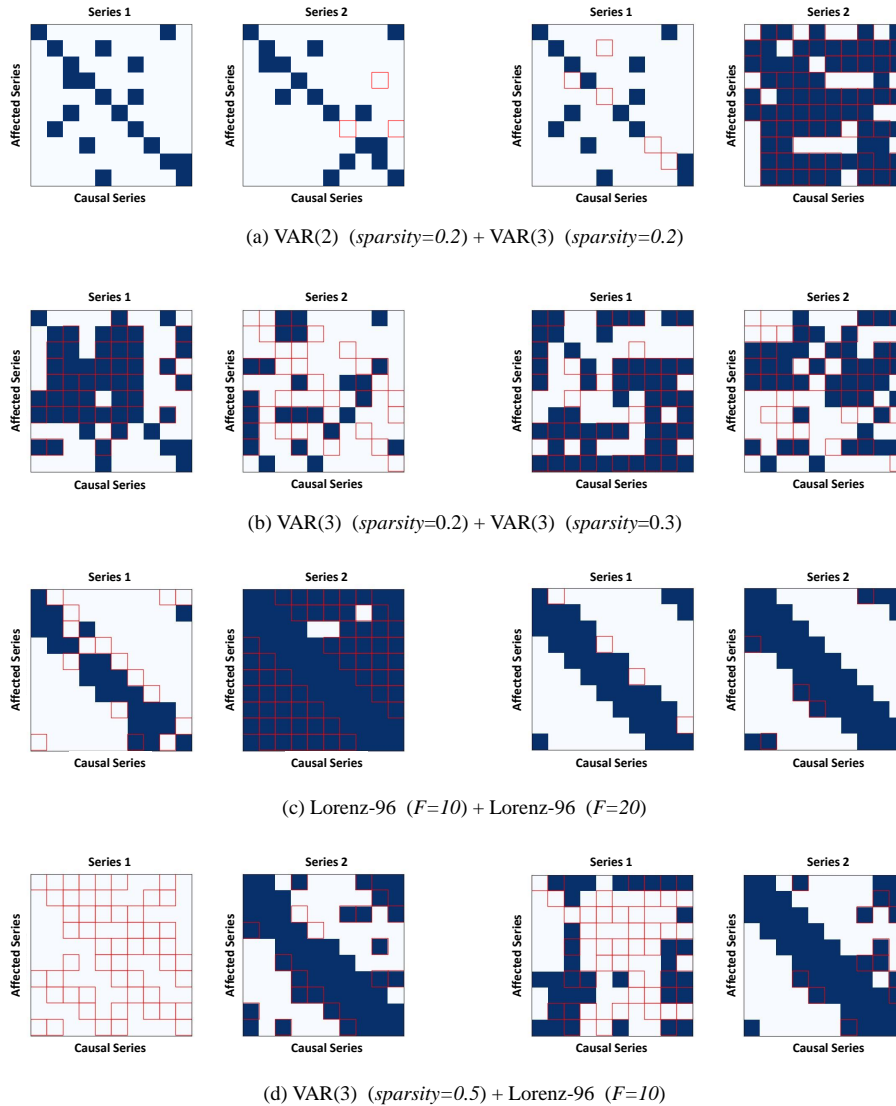 Series 1
Series 2
Series 1
Series 2
Affected Series
Affected Series
Affected Series
Affected Series
Causal Series
Causal Series
Causal Series
Causal Series
(a) VAR(2) (sparsity=0.2) + VAR(3) (sparsity=0.2)
Series 1
Series 2
Series 1
Series 2
Affected Series
Affected Series
Affected Series
Affected Series
Causal Series
Causal Series
Causal Series
Causal Series
(b) VAR(3) (sparsity=0.2) + VAR(3) (sparsity=0.3)
Series 1
Series 2
Series 1
Series 2
Affected Series
Affected Series
Affected Series
Affected Series
Causal Series
Causal Series
Causal Series
Causal Series
(c) Lorenz-96 (F=10) + Lorenz-96 (F=20)
Series 1
Series 2
Series 1
Series 2
Affected Series
Affected Series
Affected Series
Affected Series
Causal Series
Causal Series
Causal Series
Causal Series
(d) VAR(3) (sparsity=0.5) + Lorenz-96 (F=10)